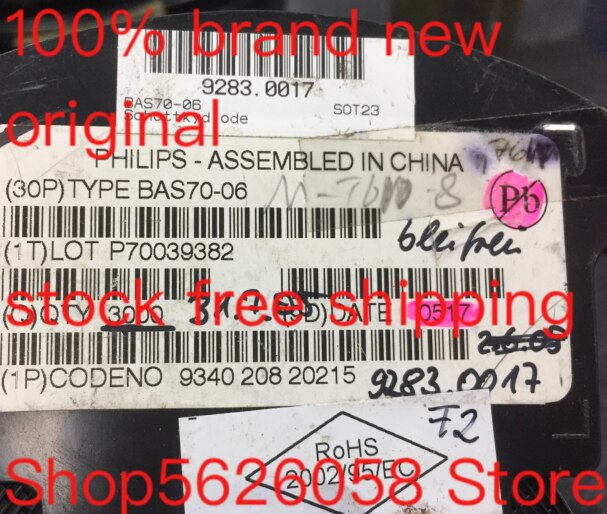 100% brand new
9283.0017
BAS70-06
SOT23
Schottkydiode
original
PHILIPS - ASSEMBLED IN CHINA
(30P)TYPE BAS70-06
Pb
bleifrei
(1T)LOT P70039382
stock free shipping
QTY 3000
DATE 0517
(1P)CODENO 9340 208 20215
9283.0017
F2
RoHS
2002/95/EC
Shop5626058 Store